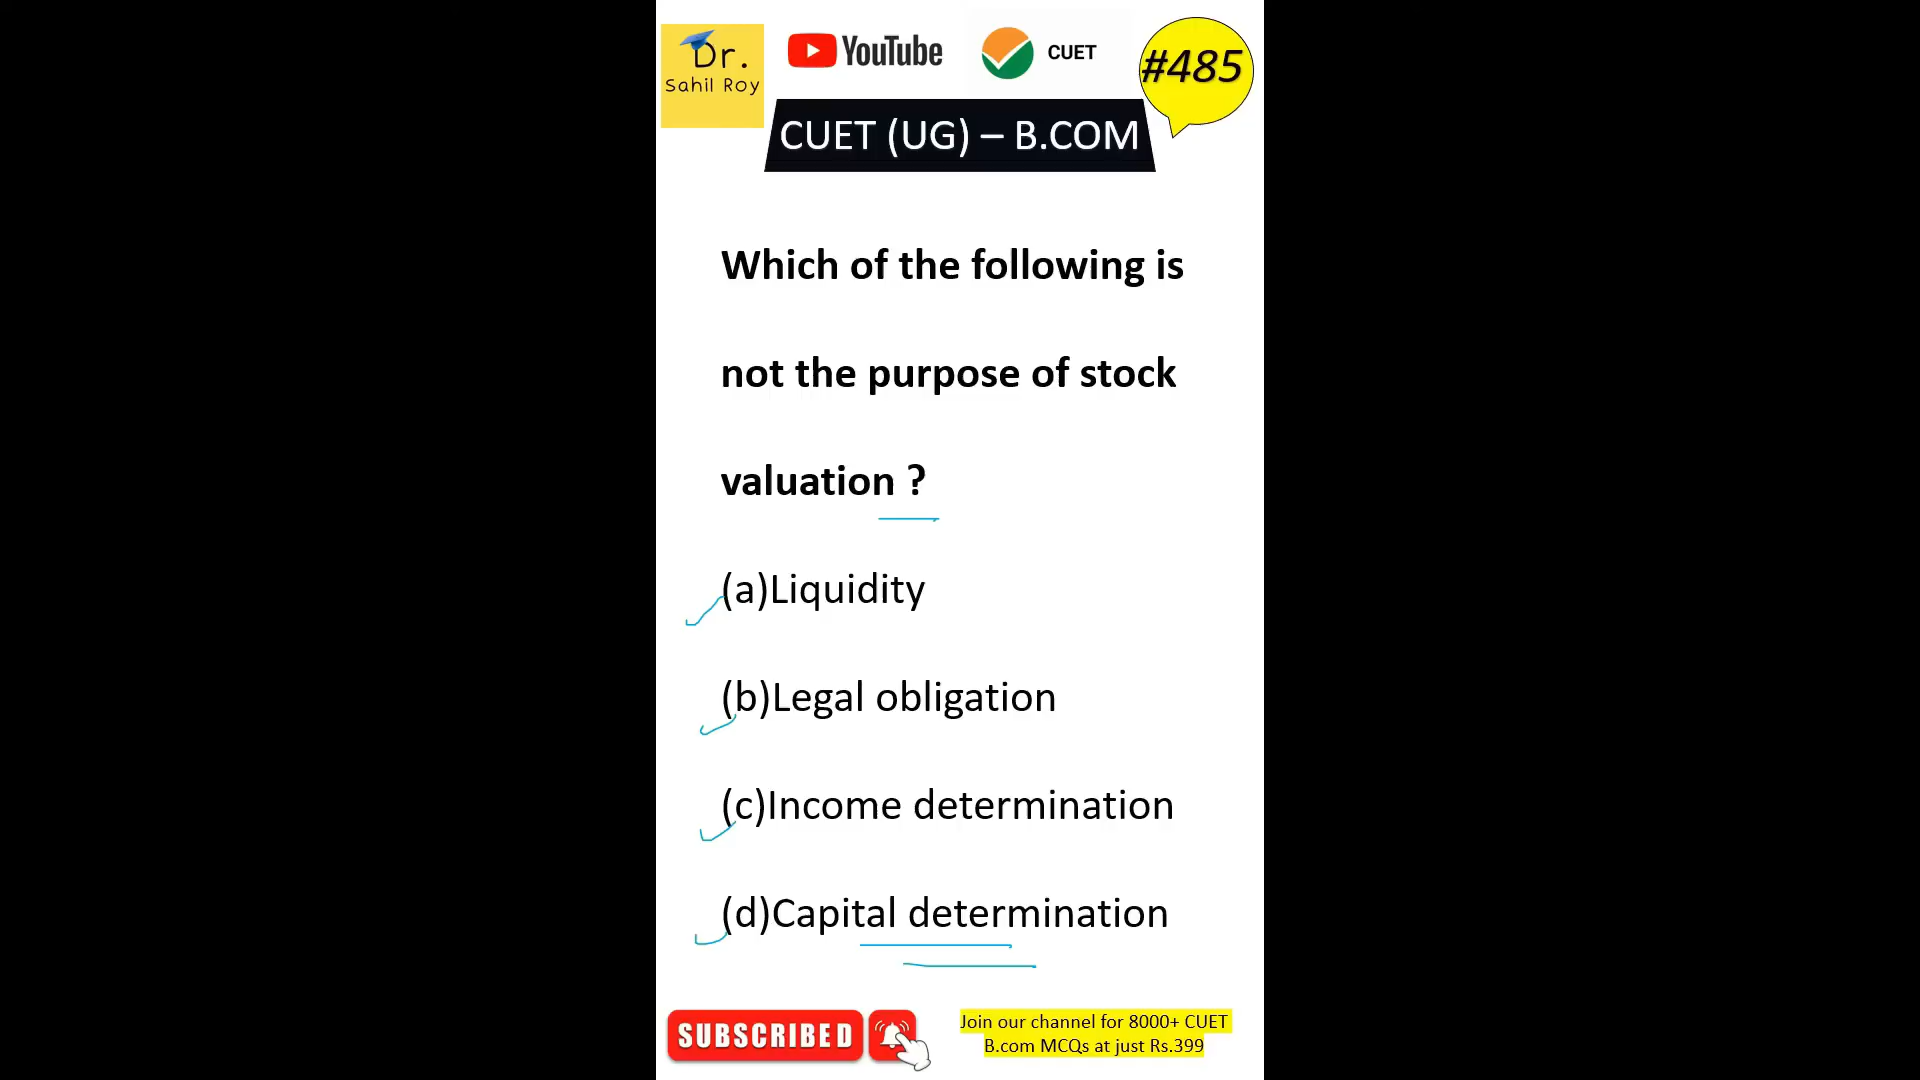 Dr.
Sahil Roy
YouTube
CUET
#485
CUET (UG) – B.COM
Which of the following is
not the purpose of stock
valuation ?
(a)Liquidity
(b)Legal obligation
(c)Income determination
(d)Capital determination
SUBSCRIBED
Join our channel for 8000+ CUET
B.com MCQs at just Rs.399